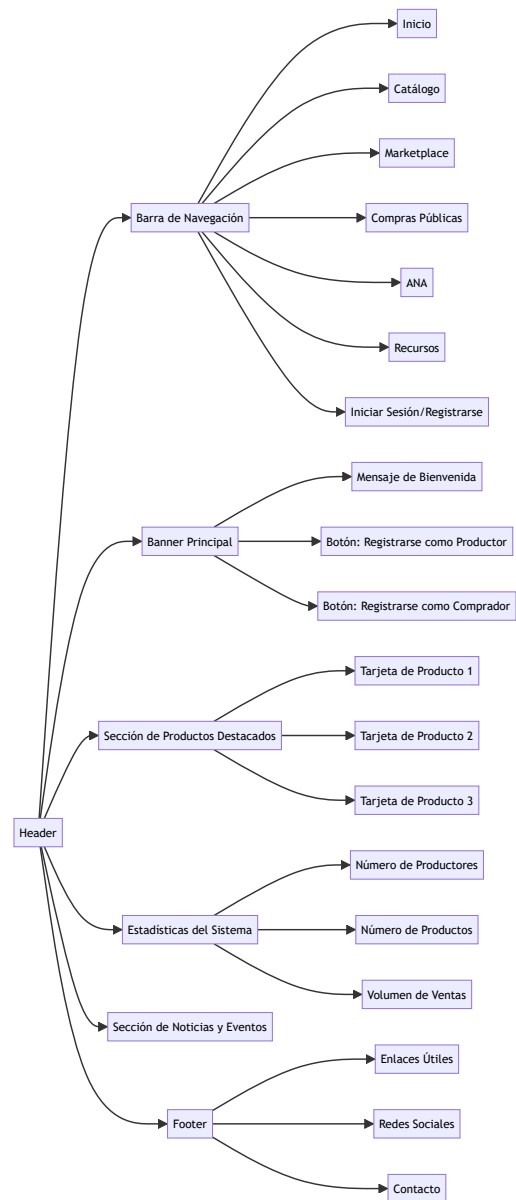 Inicio
Catálogo
Marketplace
Barra de Navegación
Compras Públicas
ANA
Recursos
Iniciar Sesión/Registrarse
Mensaje de Bienvenida
Banner Principal
Botón: Registrarse como Productor
Botón: Registrarse como Comprador
Tarjeta de Producto 1
Sección de Productos Destacados
Tarjeta de Producto 2
Tarjeta de Producto 3
Header
Número de Productores
Estadísticas del Sistema
Número de Productos
Volumen de Ventas
Sección de Noticias y Eventos
Enlaces Útiles
Footer
Redes Sociales
Contacto